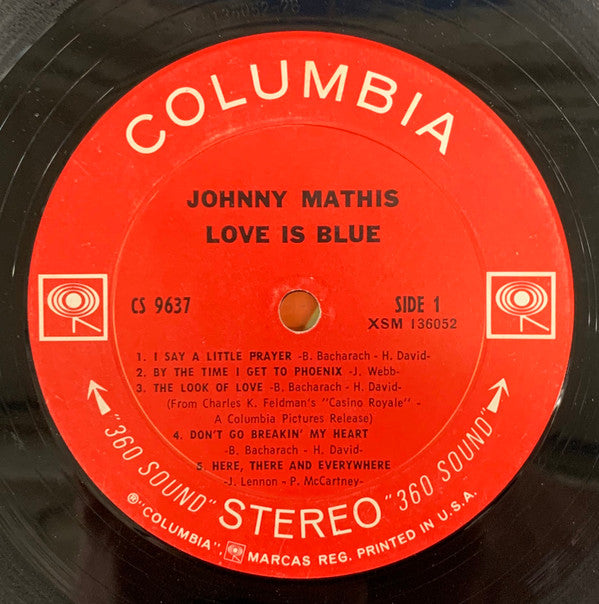 COLUMBIA
JOHNNY MATHIS
LOVE IS BLUE
CS 9637
SIDE 1
XSM 136052
1. I SAY A LITTLE PRAYER -B. Bacharach - H. David-
2. BY THE TIME I GET TO PHOENIX -J. Webb-
3. THE LOOK OF LOVE -B. Bacharach - H. David-
(From Charles K. Feldman's "Casino Royale" -
A Columbia Pictures Release)
4. DON'T GO BREAKIN' MY HEART
-B. Bacharach - H. David-
5. HERE, THERE AND EVERYWHERE
-J. Lennon - P. McCartney-
"360 SOUND" STEREO "360 SOUND"
®"COLUMBIA", MARCAS REG. PRINTED IN U.S.A.